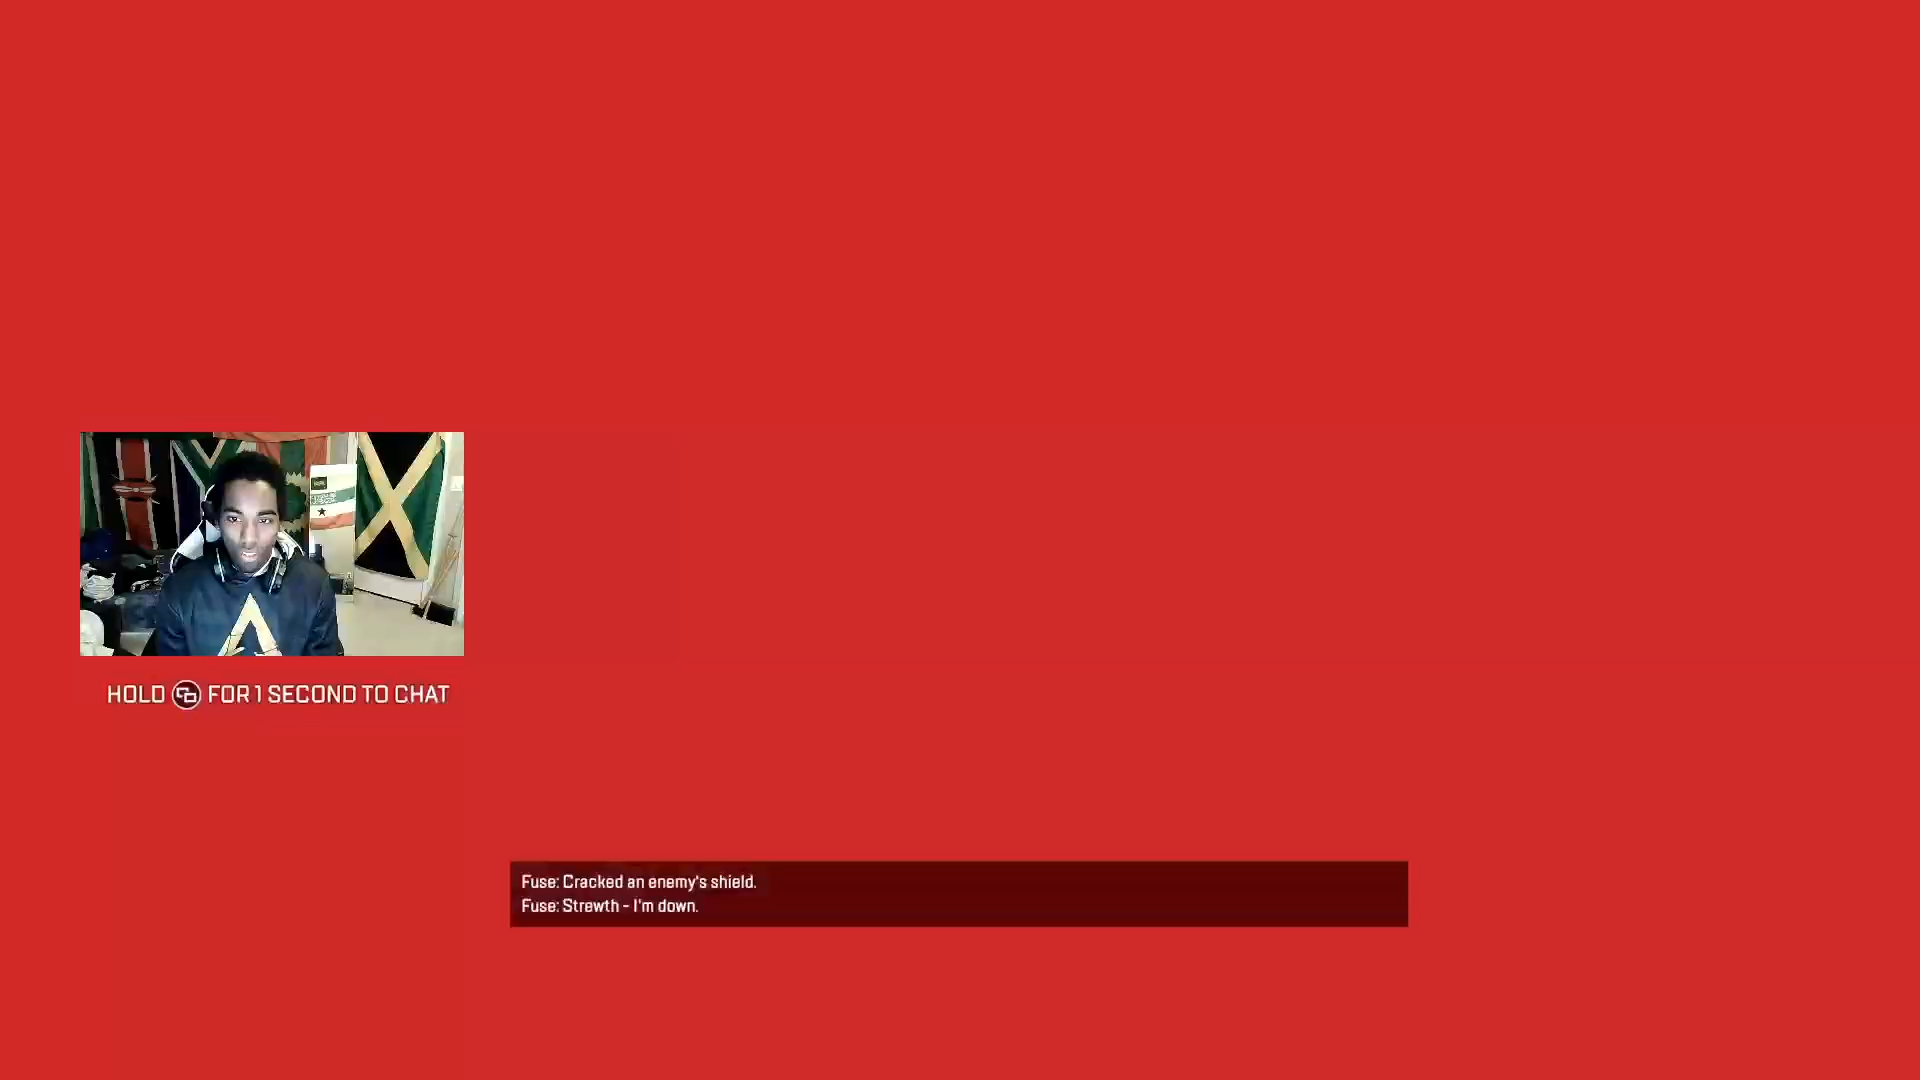 HOLD FOR 1 SECOND TO CHAT
Fuse: Cracked an enemy's shield.
Fuse: Strewth - I'm down.